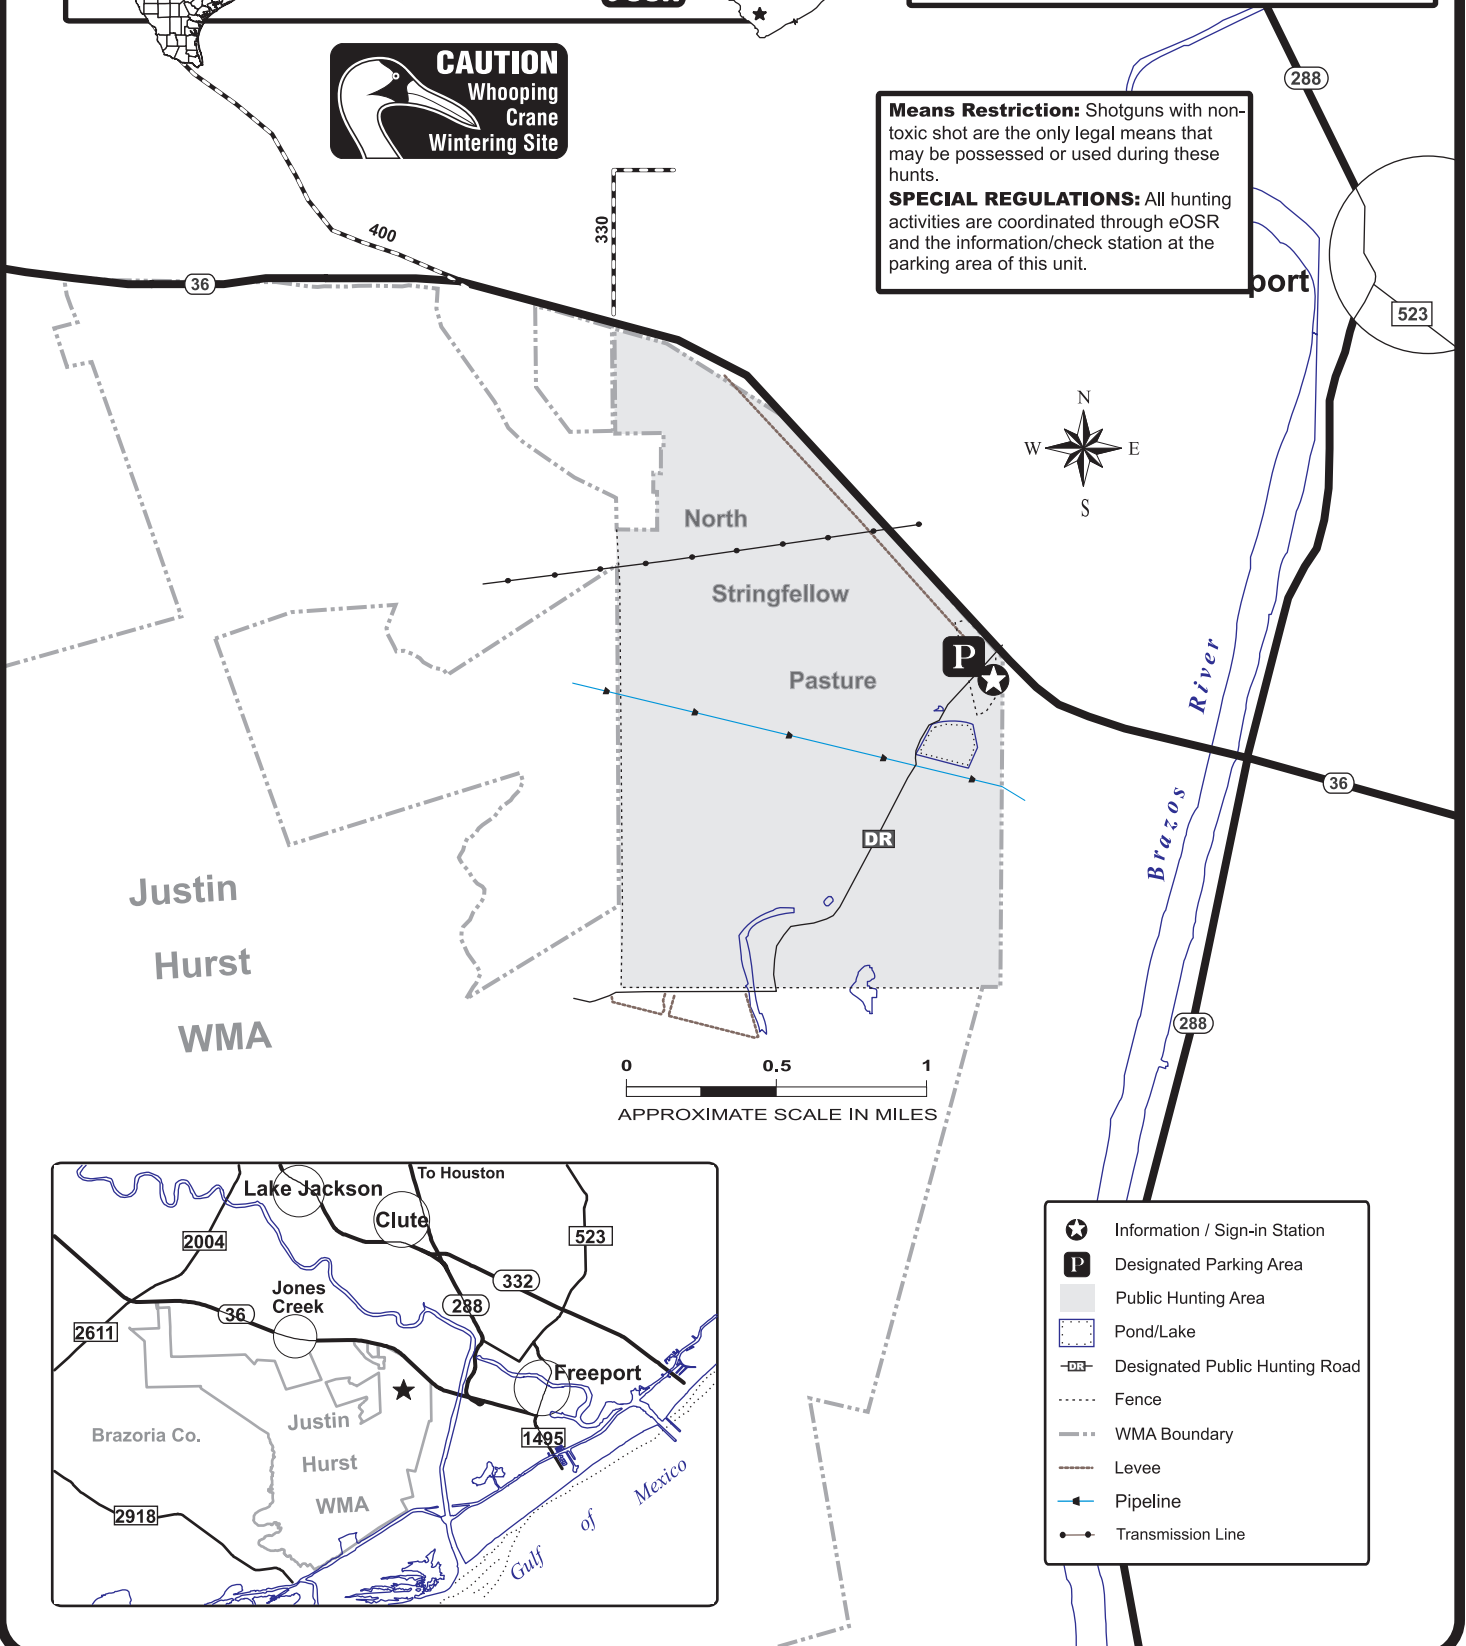 CAUTION
Whooping
Crane
Wintering Site
288
Means Restriction: Shotguns with non-
toxic shot are the only legal means that
may be possessed or used during these
hunts.
SPECIAL REGULATIONS: All hunting
activities are coordinated through eOSR
and the information/check station at the
parking area of this unit.
port
523
400
330
36
N
W
E
S
North
Stringfellow
Pasture
P
River
Brazos
36
DR
Justin
Hurst
WMA
288
0 0.5 1
APPROXIMATE SCALE IN MILES
To Houston
Lake Jackson
Clute
2004
523
Jones
Creek
332
288
36
2611
Freeport
Justin
Brazoria Co.
1495
Hurst
WMA
2918
Gulf of Mexico
Information / Sign-in Station
P Designated Parking Area
Public Hunting Area
Pond/Lake
DR Designated Public Hunting Road
Fence
WMA Boundary
Levee
Pipeline
Transmission Line